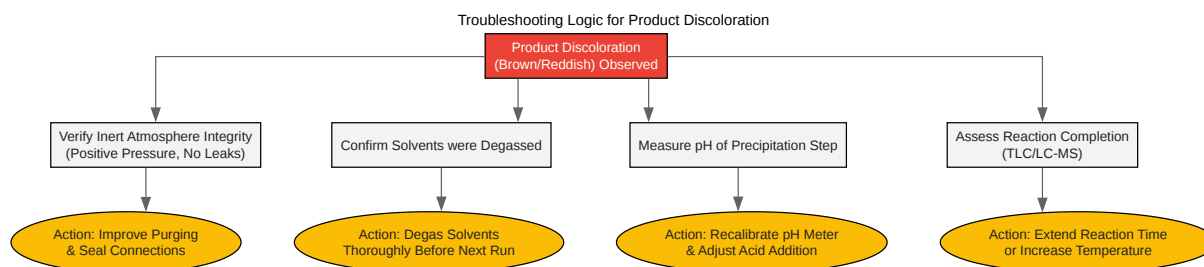 Troubleshooting Logic for Product Discoloration
Product Discoloration
(Brown/Reddish) Observed
Verify Inert Atmosphere Integrity
(Positive Pressure, No Leaks)
Confirm Solvents were Degassed
Measure pH of Precipitation Step
Assess Reaction Completion
(TLC/LC-MS)
Action: Improve Purging
& Seal Connections
Action: Degas Solvents
Thoroughly Before Next Run
Action: Recalibrate pH Meter
& Adjust Acid Addition
Action: Extend Reaction Time
or Increase Temperature